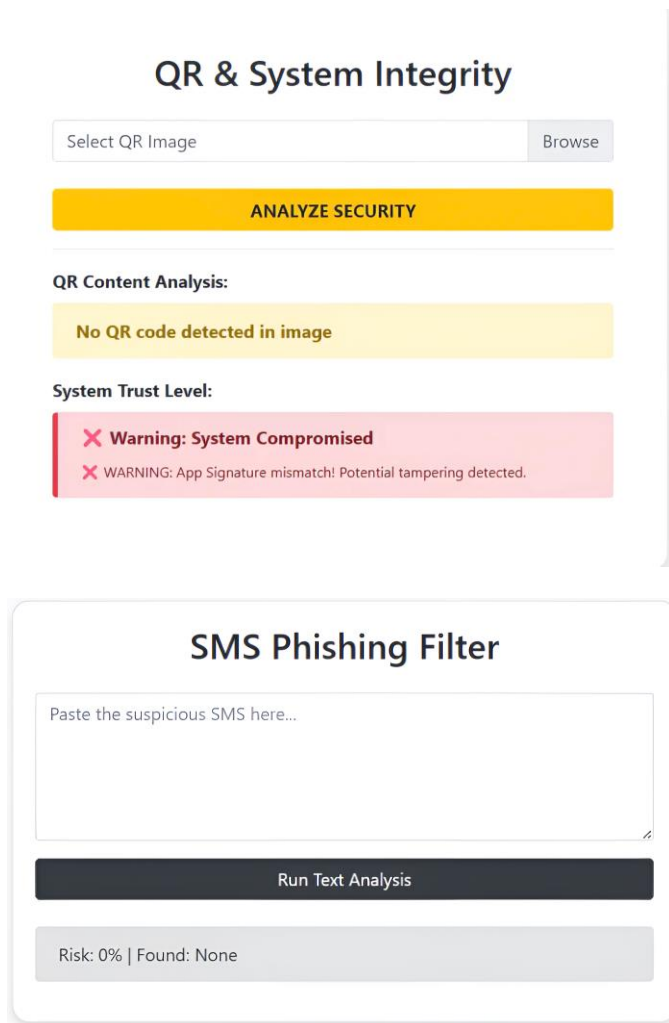 QR & System Integrity
Select QR Image
Browse
ANALYZE SECURITY
QR Content Analysis:
No QR code detected in image
System Trust Level:
❌ Warning: System Compromised
❌ WARNING: App Signature mismatch! Potential tampering detected.
SMS Phishing Filter
Paste the suspicious SMS here...
Run Text Analysis
Risk: 0% | Found: None